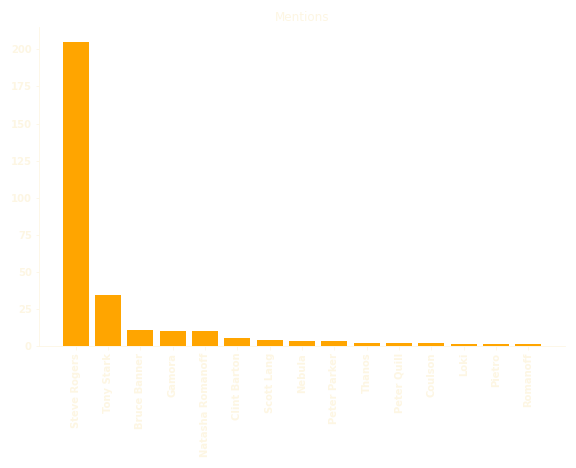 Mentions
200
175
150
125
100
75
50
25
0
Steve Rogers
Tony Stark
Bruce Banner
Gamora
Natasha Romanoff
Clint Barton
Scott Lang
Nebula
Peter Parker
Thanos
Peter Quill
Coulson
Loki
Pietro
Romanoff